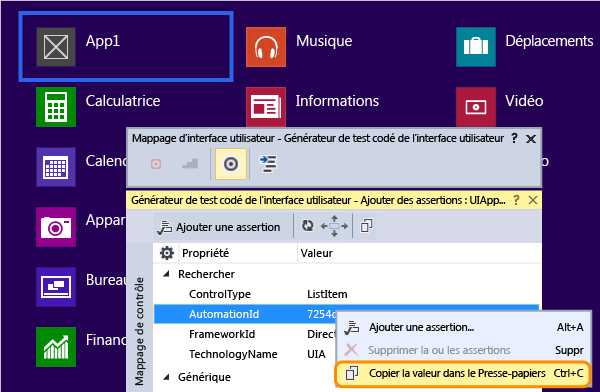 App1
Musique
Déplacements
Calculatrice
Informations
Vidéo
Mappage d'interface utilisateur - Générateur de test codé de l'interface utilisateur ? ×
Calend
o
Générateur de test codé de l'interface utilisateur - Ajouter des assertions : UIApp... ? ×
Appar
Ajouter une assertion
Propriété Valeur
Rechercher
Bureau
ControlType ListItem
AutomationId 7254c
Ajouter une assertion... Alt+A
FrameworkId Direct
Financ
TechnologyName UIA
Supprimer la ou les assertions Suppr
Générique
Copier la valeur dans le Presse-papiers Ctrl+C
Mappage de contrôle